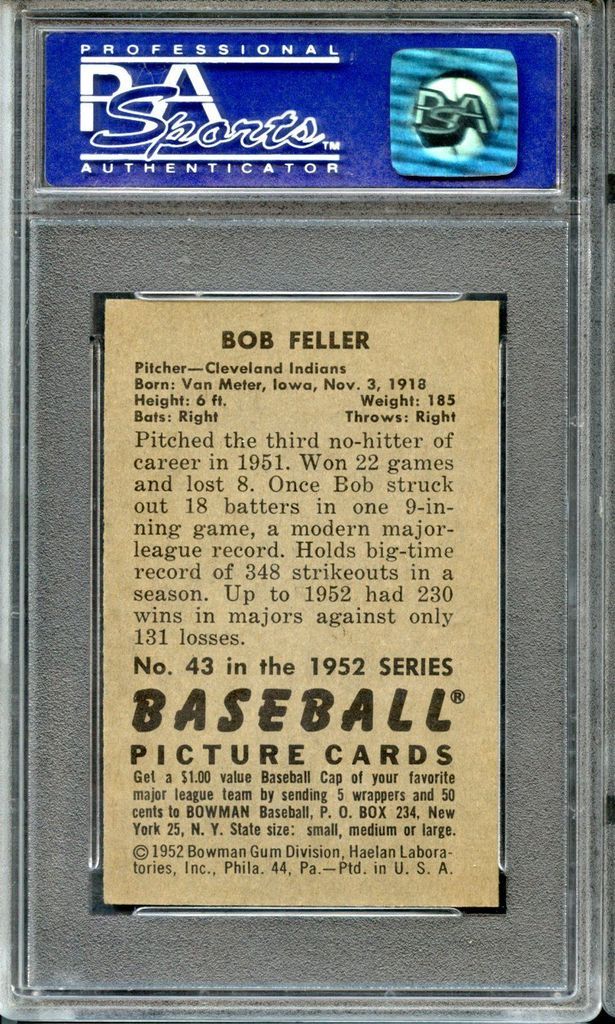 PROFESSIONAL
PSA
Sports™
AUTHENTICATOR
PSA
BOB FELLER
Pitcher—Cleveland Indians
Born: Van Meter, Iowa, Nov. 3, 1918
Height: 6 ft. Weight: 185
Bats: Right Throws: Right
Pitched the third no-hitter of
career in 1951. Won 22 games
and lost 8. Once Bob struck
out 18 batters in one 9-in-
ning game, a modern major-
league record. Holds big-time
record of 348 strikeouts in a
season. Up to 1952 had 230
wins in majors against only
131 losses.
No. 43 in the 1952 SERIES
BASEBALL®
PICTURE CARDS
Get a $1.00 value Baseball Cap of your favorite
major league team by sending 5 wrappers and 50
cents to BOWMAN Baseball, P. O. BOX 234, New
York 25, N. Y. State size: small, medium or large.
©1952 Bowman Gum Division, Haelan Labora-
tories, Inc., Phila. 44, Pa.—Ptd. in U. S. A.